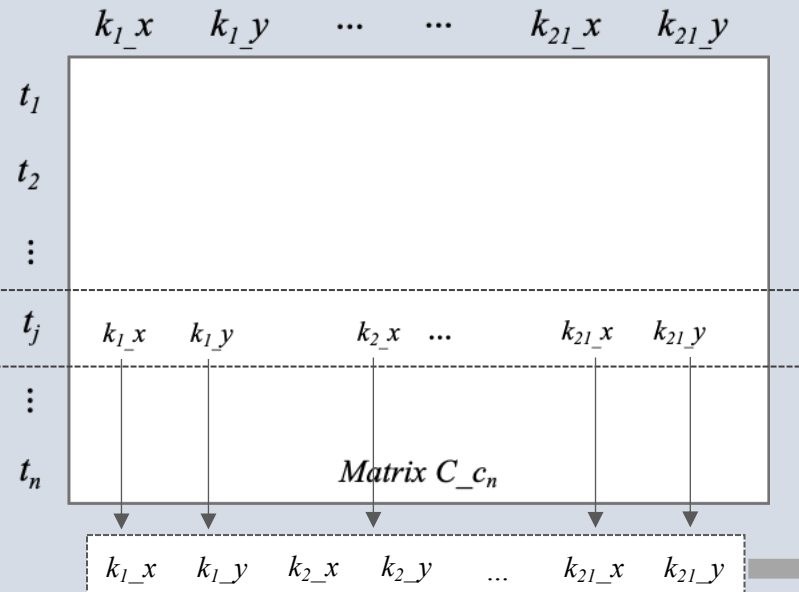 k₁_x k₁_y ... ... k₂₁_x k₂₁_y
t₁
t₂
⋮
tⱼ k₁_x k₁_y k₂_x ... k₂₁_x k₂₁_y
⋮
tₙ Matrix C_cₙ
k₁_x k₁_y k₂_x k₂_y ... k₂₁_x k₂₁_y